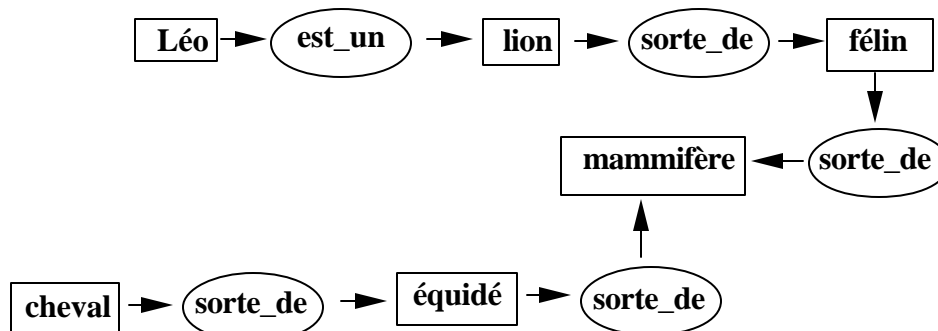 Léo est_un lion sorte_de félin
mammifère sorte_de
cheval sorte_de équidé sorte_de